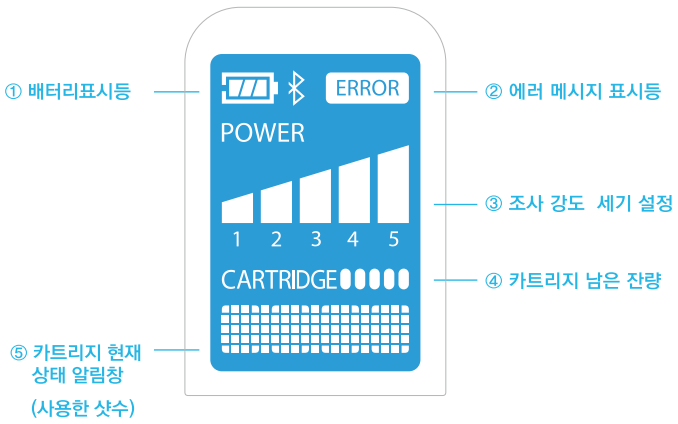 ① 배터리표시등
ERROR
② 에러 메시지 표시등
POWER
③ 조사 강도 세기 설정
1 2 3 4 5
CARTRIDGE
④ 카트리지 남은 잔량
⑤ 카트리지 현재
상태 알림창
(사용한 샷수)